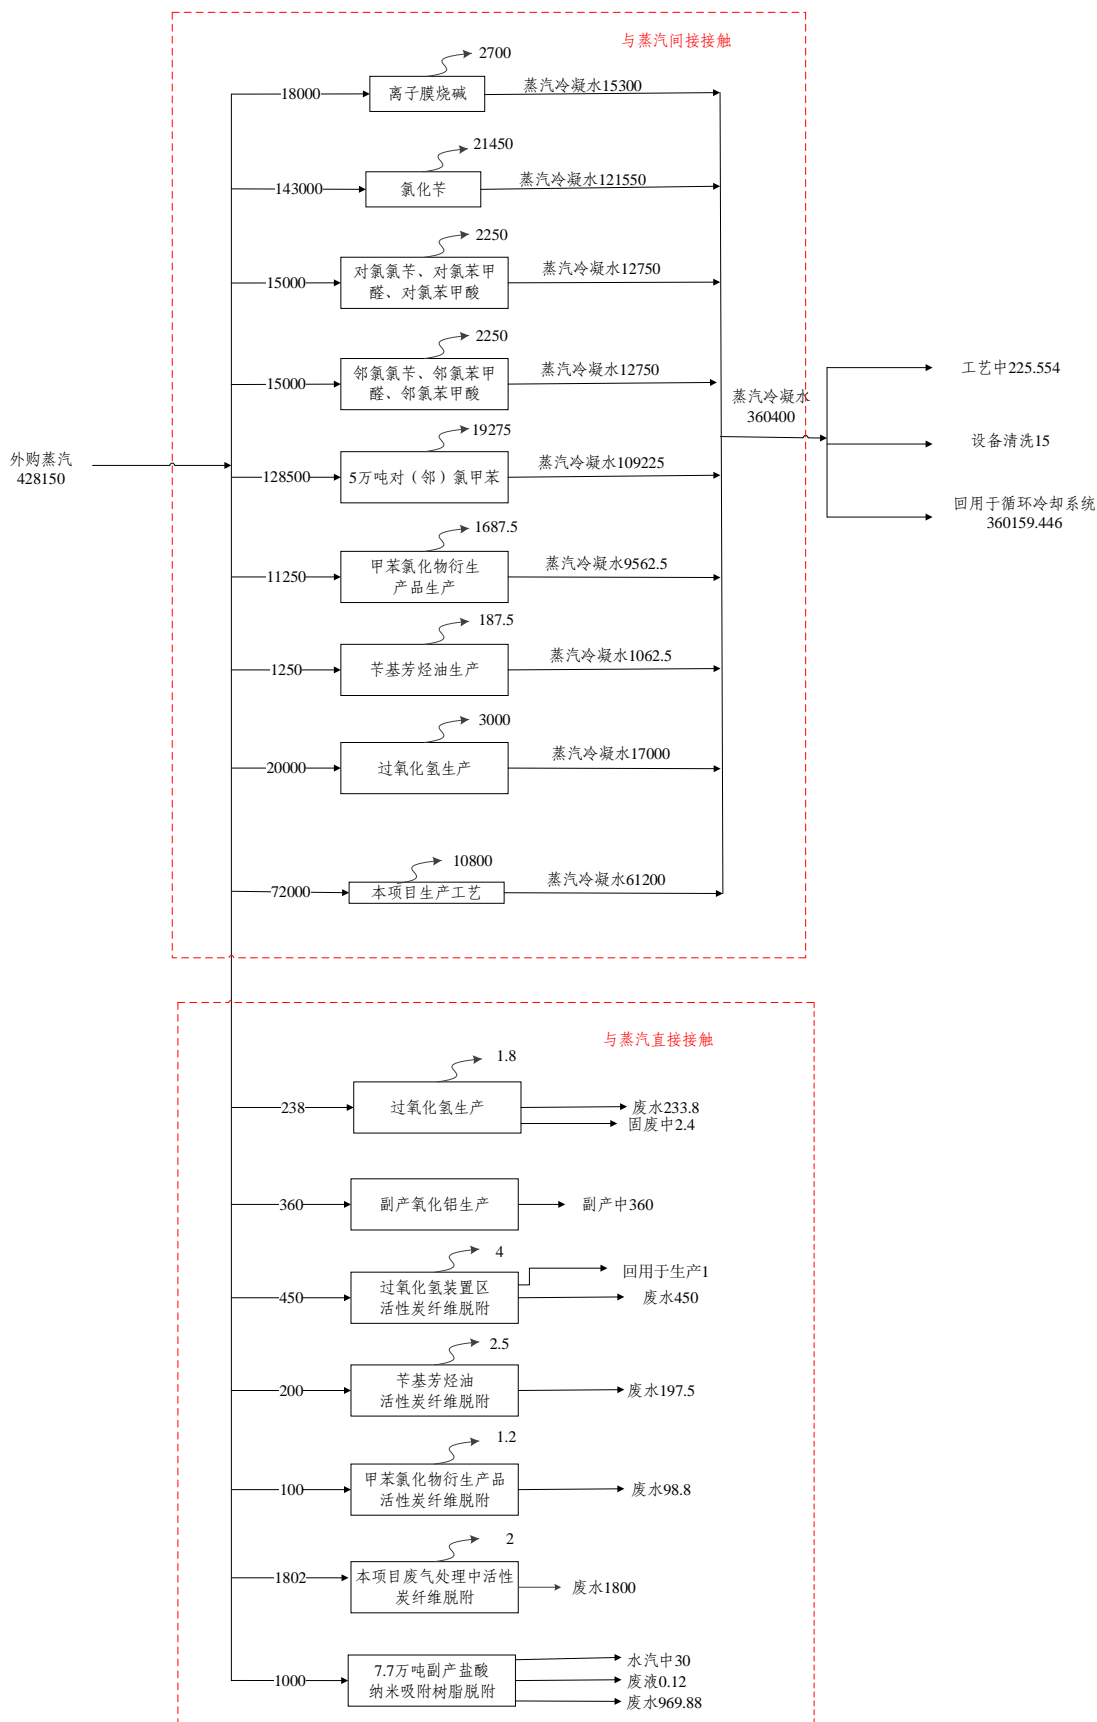 与蒸汽间接接触
2700
18000
离子膜烧碱
蒸汽冷凝水15300
21450
143000
氯化苄
蒸汽冷凝水121550
2250
15000
对氯氯苄、对氯苯甲
醛、对氯苯甲酸
蒸汽冷凝水12750
2250
15000
邻氯氯苄、邻氯苯甲
醛、邻氯苯甲酸
蒸汽冷凝水12750
蒸汽冷凝水
360400
工艺中225.554
设备清洗15
回用于循环冷却系统
360159.446
外购蒸汽
428150
19275
128500
5万吨对（邻）氯甲苯
蒸汽冷凝水109225
1687.5
11250
甲苯氯化物衍生
产品生产
蒸汽冷凝水9562.5
187.5
1250
苄基芳烃油生产
蒸汽冷凝水1062.5
3000
20000
过氧化氢生产
蒸汽冷凝水17000
10800
72000
本项目生产工艺
蒸汽冷凝水61200
与蒸汽直接接触
1.8
238
过氧化氢生产
废水233.8
固废中2.4
360
副产氧化铝生产
副产中360
4
450
过氧化氢装置区
活性炭纤维脱附
回用于生产1
废水450
2.5
200
苄基芳烃油
活性炭纤维脱附
废水197.5
1.2
100
甲苯氯化物衍生产品
活性炭纤维脱附
废水98.8
2
1802
本项目废气处理中活性
炭纤维脱附
废水1800
1000
7.7万吨副产盐酸
纳米吸附树脂脱附
水汽中30
废液0.12
废水969.88